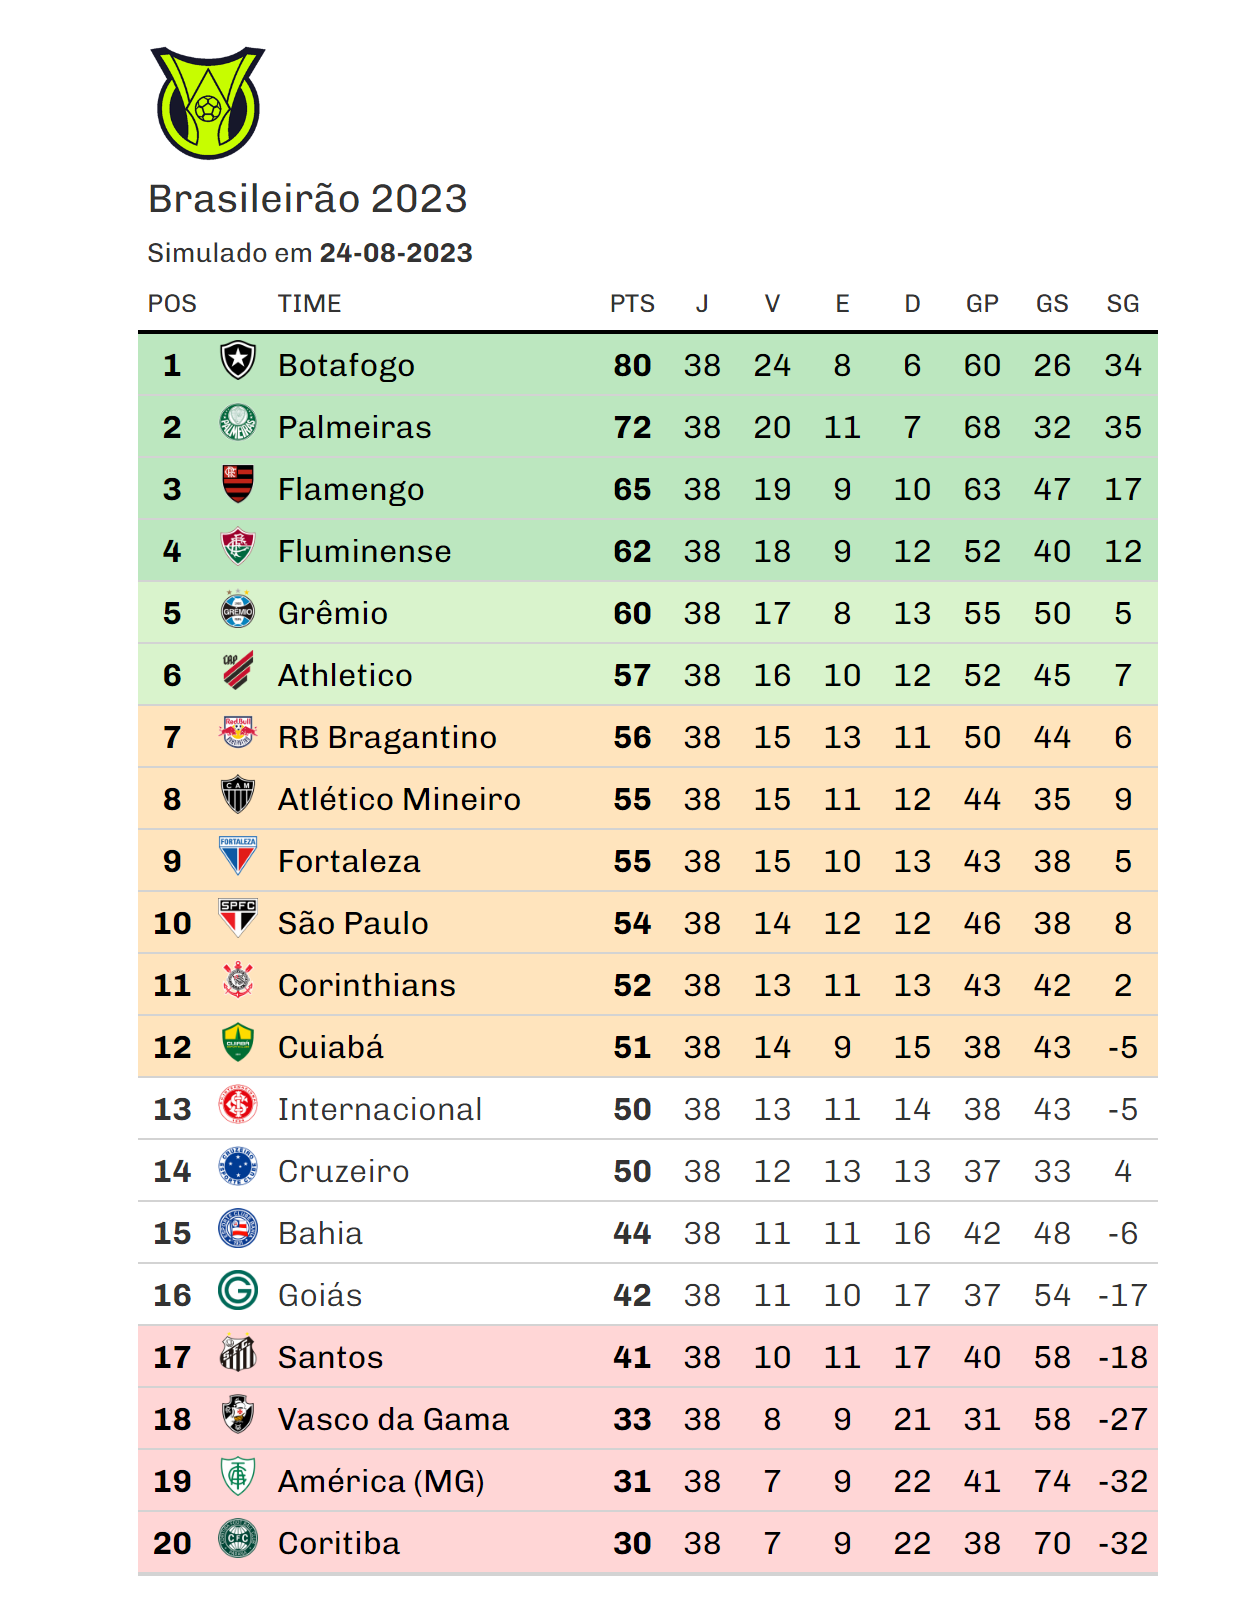 Brasileirão 2023
Simulado em 24-08-2023
POS TIME PTS J V E D GP GS SG
1 Botafogo 80 38 24 8 6 60 26 34
2 Palmeiras 72 38 20 11 7 68 32 35
3 Flamengo 65 38 19 9 10 63 47 17
4 Fluminense 62 38 18 9 12 52 40 12
5 GRÊMIO Grêmio 60 38 17 8 13 55 50 5
6 CAP Athletico 57 38 16 10 12 52 45 7
7 Red Bull RB Bragantino 56 38 15 13 11 50 44 6
8 CAM Atlético Mineiro 55 38 15 11 12 44 35 9
9 FORTALEZA Fortaleza 55 38 15 10 13 43 38 5
10 SPFC São Paulo 54 38 14 12 12 46 38 8
11 Corinthians 52 38 13 11 13 43 42 2
12 CUIABÁ Cuiabá 51 38 14 9 15 38 43 -5
13 Internacional 50 38 13 11 14 38 43 -5
14 Cruzeiro 50 38 12 13 13 37 33 4
15 Bahia 44 38 11 11 16 42 48 -6
16 G Goiás 42 38 11 10 17 37 54 -17
17 Santos 41 38 10 11 17 40 58 -18
18 Vasco da Gama 33 38 8 9 21 31 58 -27
19 América (MG) 31 38 7 9 22 41 74 -32
20 CFC Coritiba 30 38 7 9 22 38 70 -32